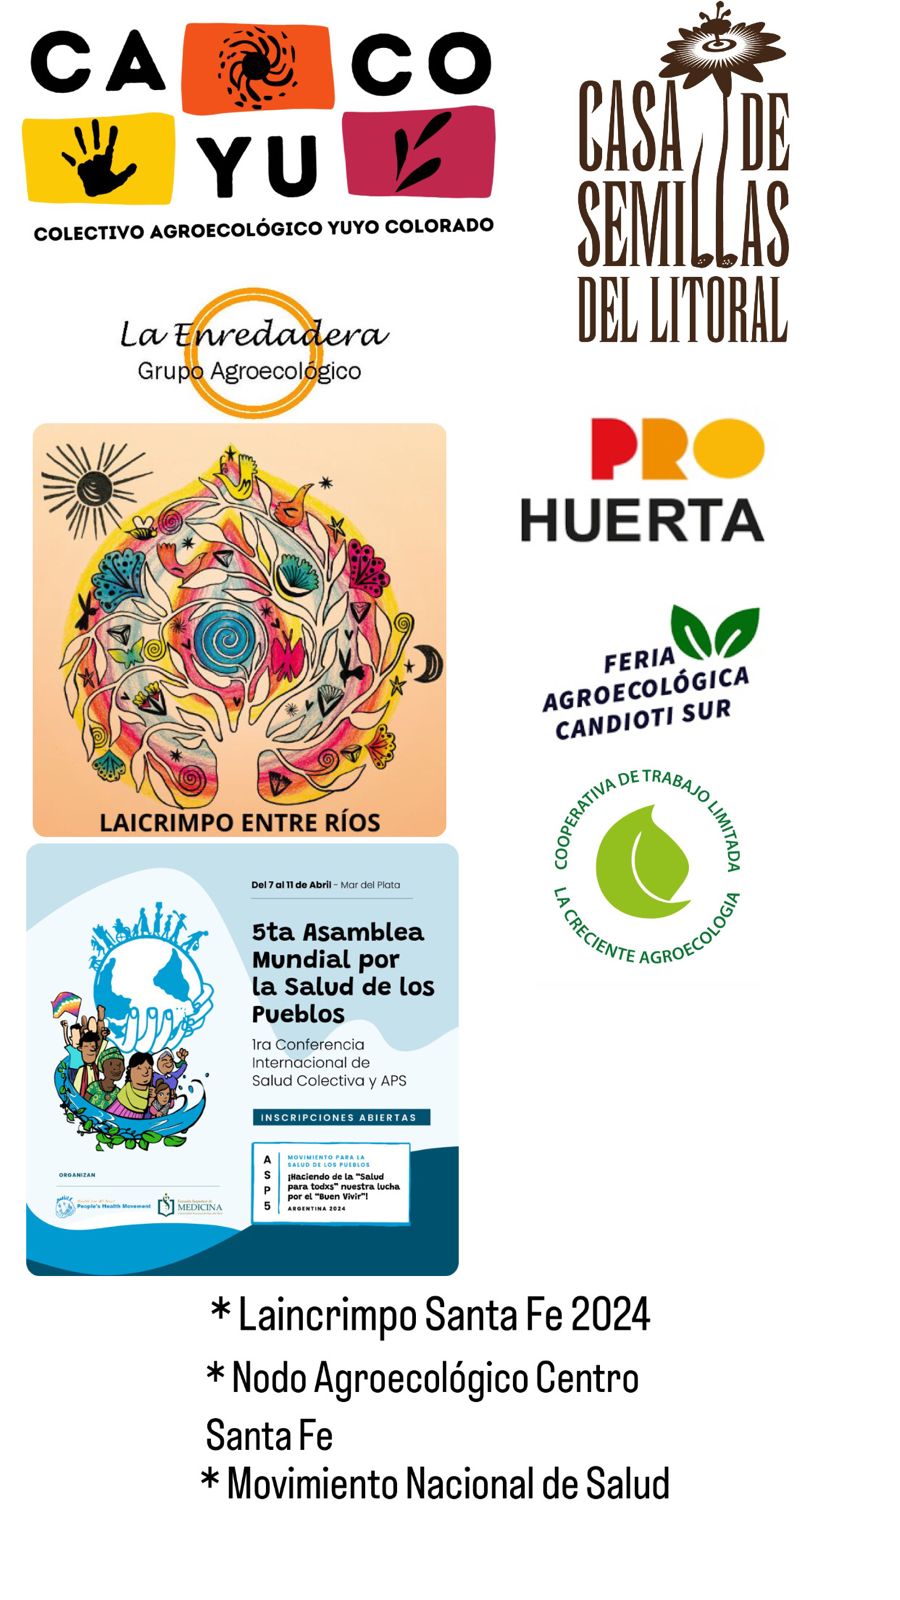 CA CO
YU
COLECTIVO AGROECOLÓGICO YUYO COLORADO
CASA DE
SEMILLAS
DEL LITORAL
La Enredadera
Grupo Agroecológico
LAICRIMPO ENTRE RÍOS
PRO
HUERTA
FERIA
AGROECOLÓGICA
CANDIOTI SUR
COOPERATIVA DE TRABAJO LIMITADA
LA CRECIENTE AGROECOLOGIA
Del 7 al 11 de Abril - Mar del Plata
5ta Asamblea
Mundial por
la Salud de los
Pueblos
1ra Conferencia
Internacional de
Salud Colectiva y APS
INSCRIPCIONES ABIERTAS
ORGANIZAN
People's Health Movement
MEDICINA
ASP5
MOVIMIENTO PARA LA
SALUD DE LOS PUEBLOS
¡Haciendo de la "Salud
para todxs" nuestra lucha
por el "Buen Vivir"!
ARGENTINA 2024
* Laincrimpo Santa Fe 2024
* Nodo Agroecológico Centro
Santa Fe
* Movimiento Nacional de Salud